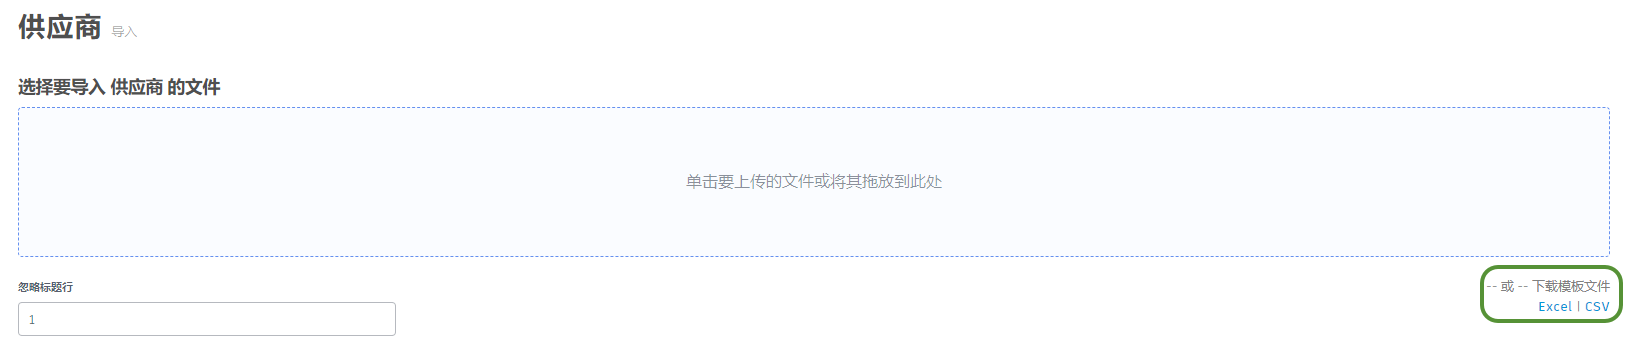 供应商 导入
选择要导入 供应商 的文件
单击要上传的文件或将其拖放到此处
忽略标题行
1
-- 或 -- 下载模板文件
Excel | CSV